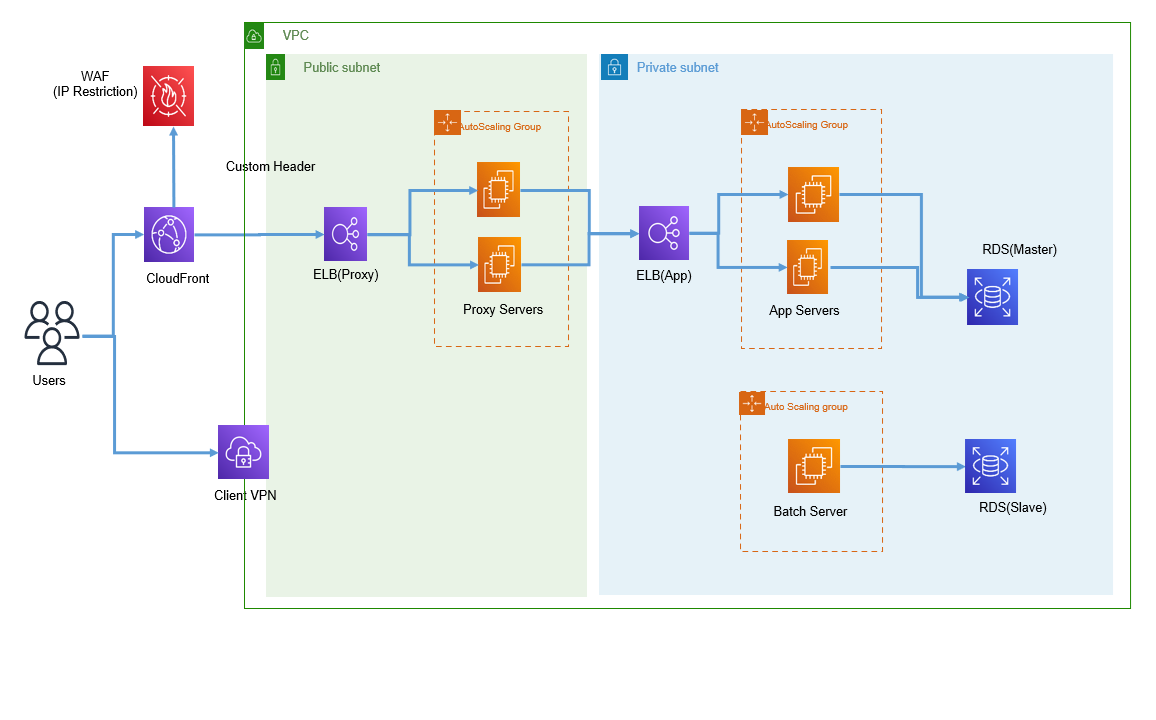 VPC
Public subnet
Private subnet
WAF
(IP Restriction)
AutoScaling Group
AutoScaling Group
Custom Header
CloudFront
ELB(Proxy)
Proxy Servers
ELB(App)
App Servers
RDS(Master)
Users
Auto Scaling group
Client VPN
Batch Server
RDS(Slave)